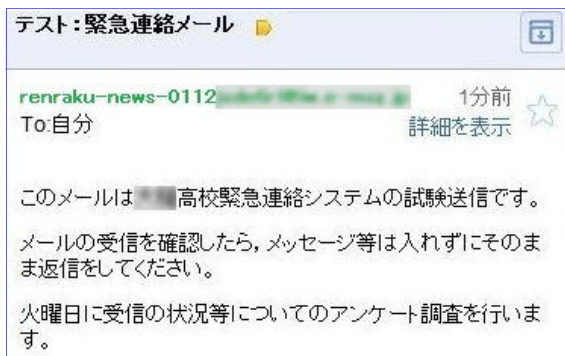 テスト：緊急連絡メール
renraku-news-0112
1分前
To:自分
詳細を表示
このメールは
高校緊急連絡システムの試験送信です。
メールの受信を確認したら，メッセージ等は入れずにそのま
ま返信をしてください。
火曜日に受信の状況等についてのアンケート調査を行いま
す。